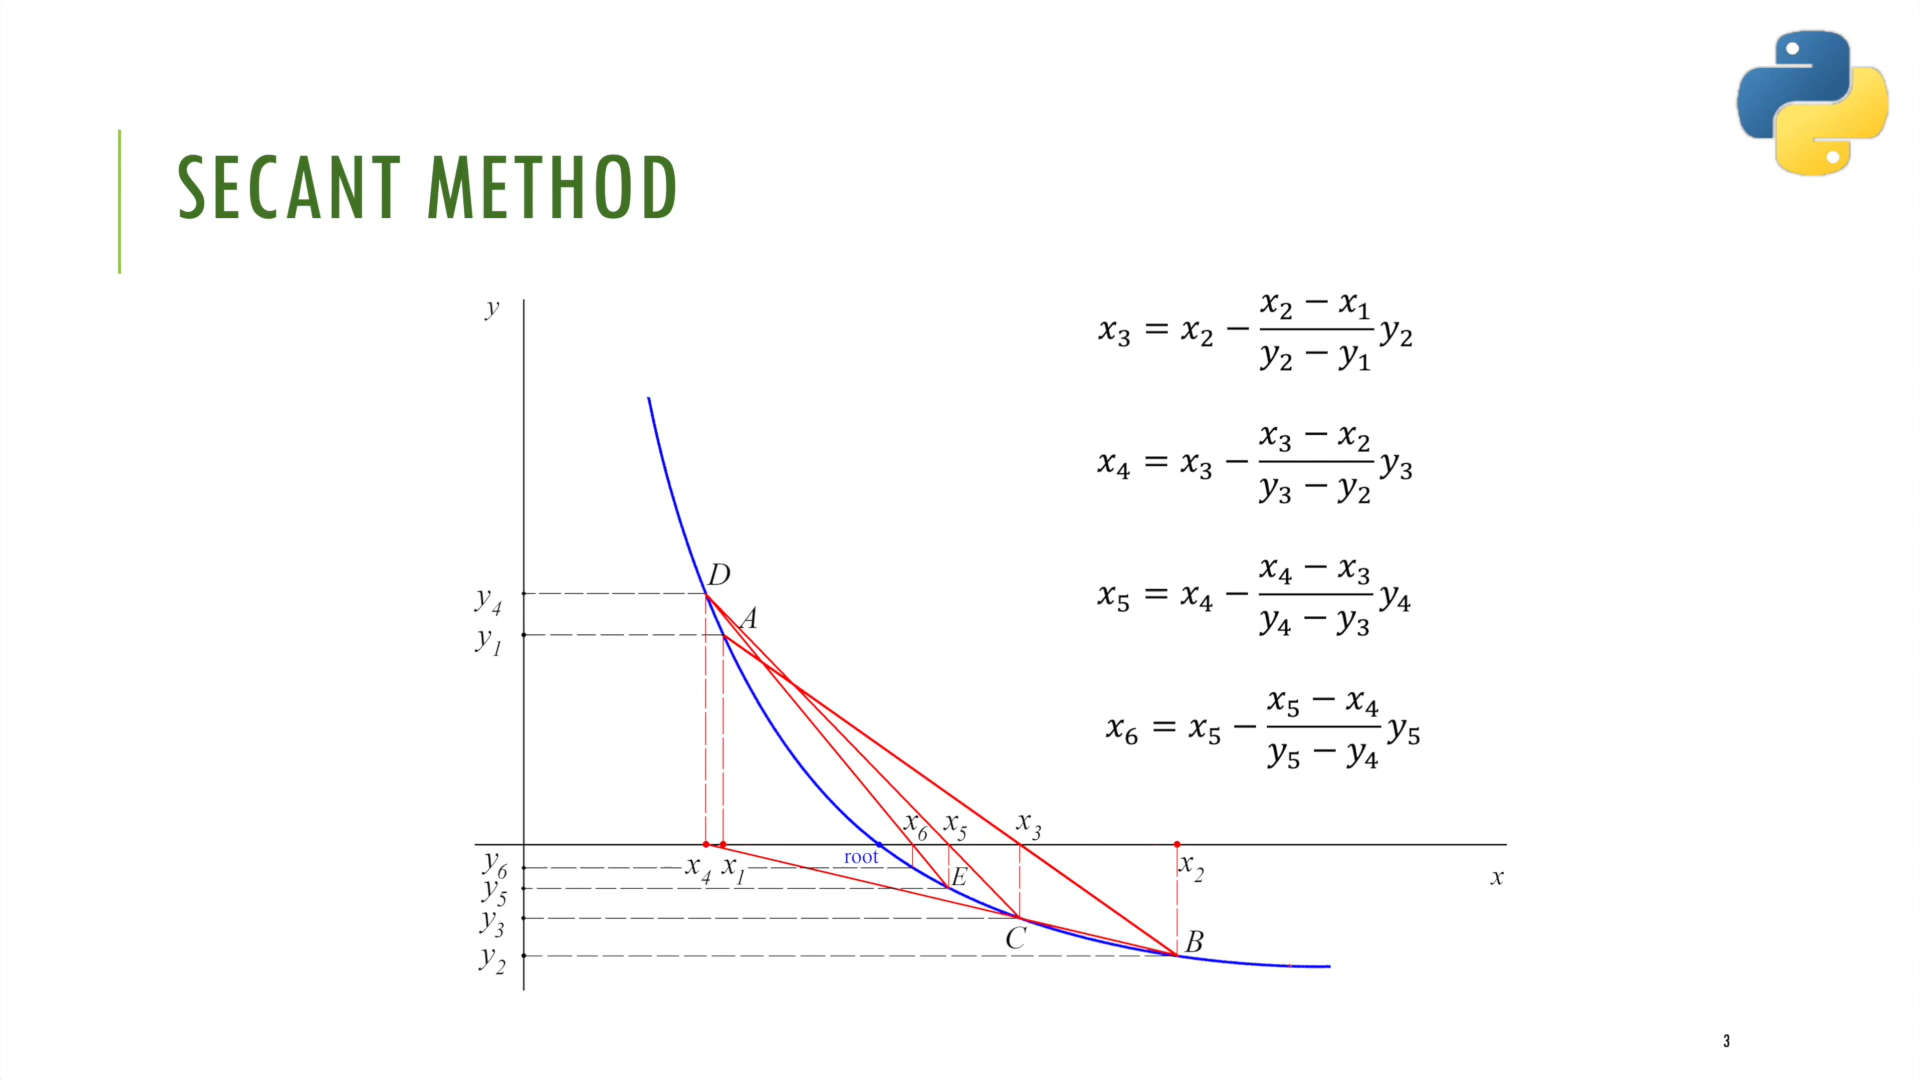 SECANT METHOD
y
x₃ = x₂ − (x₂ − x₁)/(y₂ − y₁) y₂
x₄ = x₃ − (x₃ − x₂)/(y₃ − y₂) y₃
D
y₄
x₅ = x₄ − (x₄ − x₃)/(y₄ − y₃) y₄
A
y₁
x₆ = x₅ − (x₅ − x₄)/(y₅ − y₄) y₅
x₆ x₅ x₃
root
y₆ x₄ x₁ x₂
E x
y₅
y₃
C B
y₂
3